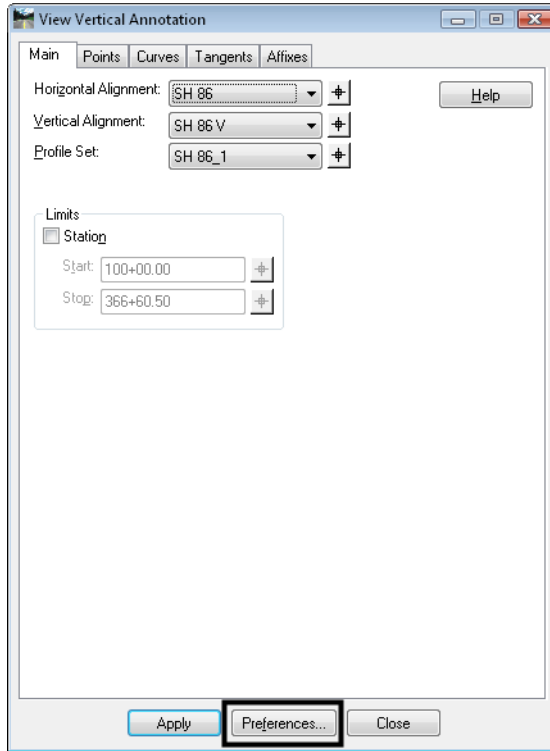 View Vertical Annotation
Main Points Curves Tangents Affixes
Horizontal Alignment: SH 86 Help
Vertical Alignment: SH 86 V
Profile Set: SH 86_1
Limits
Station
Start: 100+00.00
Stop: 366+60.50
Apply Preferences... Close